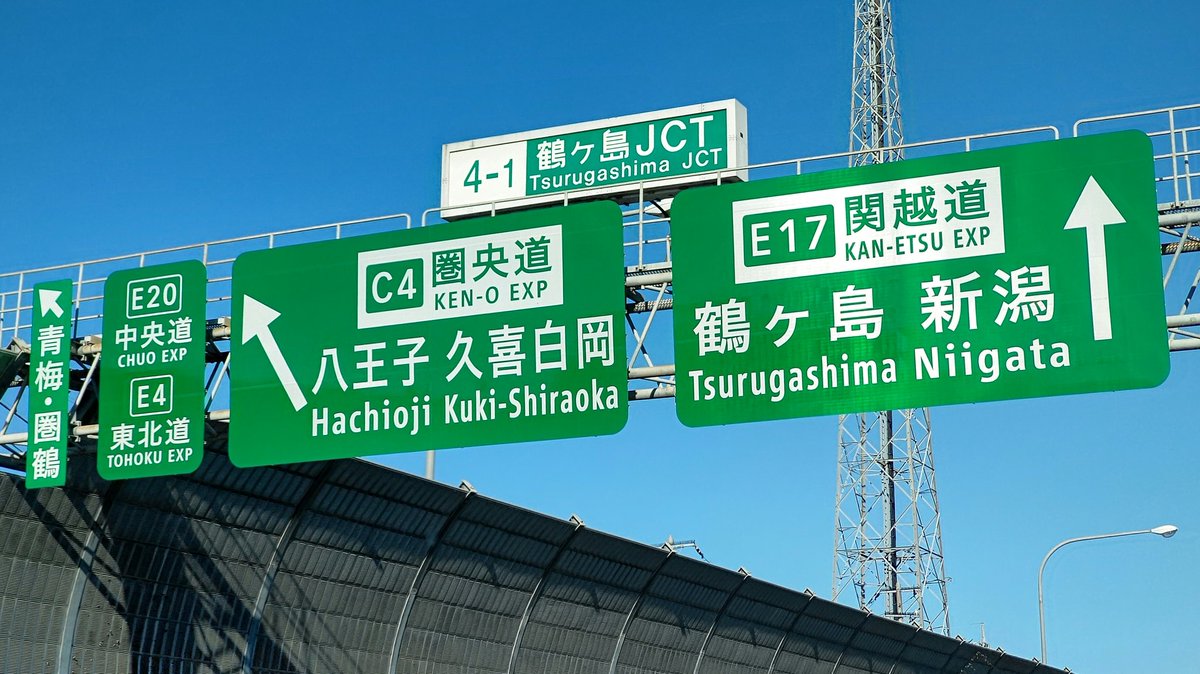 4-1
鶴ヶ島JCT
Tsurugashima JCT
青梅・圏鶴
E20
中央道
CHUO EXP
E4
東北道
TOHOKU EXP
C4 圏央道
KEN-O EXP
八王子 久喜白岡
Hachioji Kuki-Shiraoka
E17 関越道
KAN-ETSU EXP
鶴ヶ島 新潟
Tsurugashima Niigata